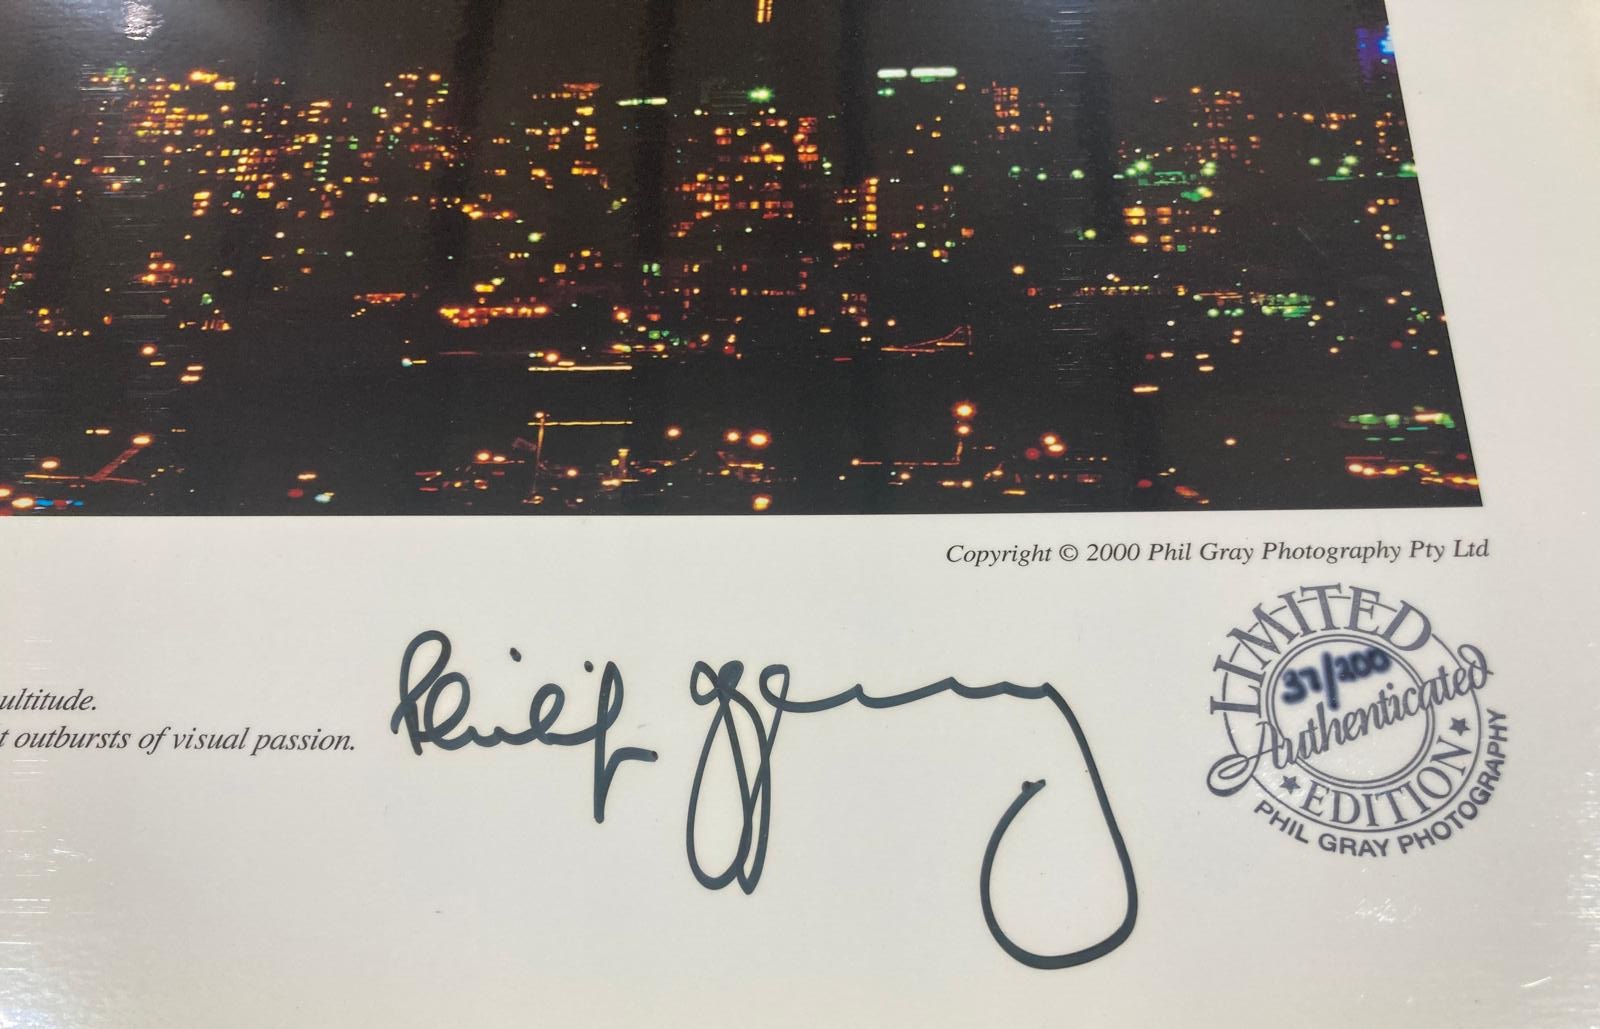 Copyright © 2000 Phil Gray Photography Pty Ltd
ultitude.
t outbursts of visual passion.
Philip Gray
LIMITED
37/200
Authenticated
★ EDITION ★
PHIL GRAY PHOTOGRAPHY